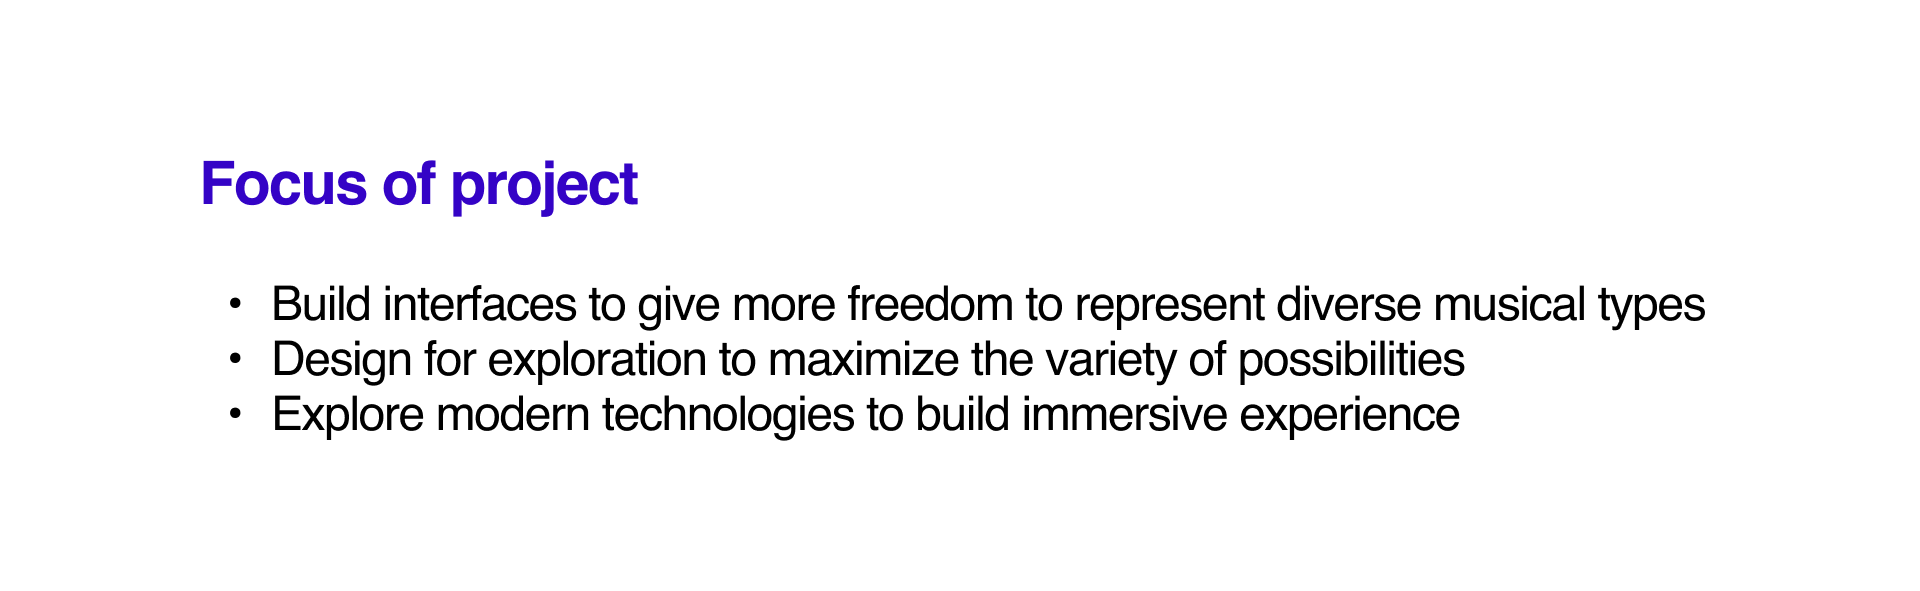 Focus of project
• Build interfaces to give more freedom to represent diverse musical types
• Design for exploration to maximize the variety of possibilities
• Explore modern technologies to build immersive experience